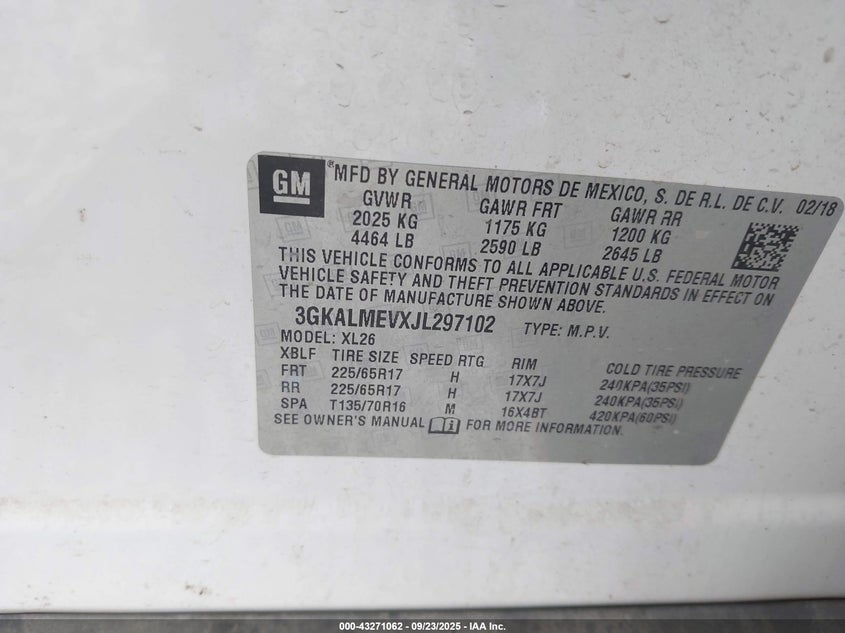 GM ® MFD BY GENERAL MOTORS DE MEXICO, S. DE R.L. DE C.V. 02/18
GVWR GAWR FRT GAWR RR
2025 KG 1175 KG 1200 KG
4464 LB 2590 LB 2645 LB
THIS VEHICLE CONFORMS TO ALL APPLICABLE U.S. FEDERAL MOTOR
VEHICLE SAFETY AND THEFT PREVENTION STANDARDS IN EFFECT ON
THE DATE OF MANUFACTURE SHOWN ABOVE.
3GKALMEVXJL297102 TYPE: M.P.V.
MODEL: XL26
XBLF TIRE SIZE SPEED RTG RIM COLD TIRE PRESSURE
FRT 225/65R17 H 17X7J 240KPA(35PSI)
RR 225/65R17 H 17X7J 240KPA(35PSI)
SPA T135/70R16 M 16X4BT 420KPA(60PSI)
SEE OWNER'S MANUAL FOR MORE INFORMATION.
000-43271062 | 09/23/2025 - IAA Inc.